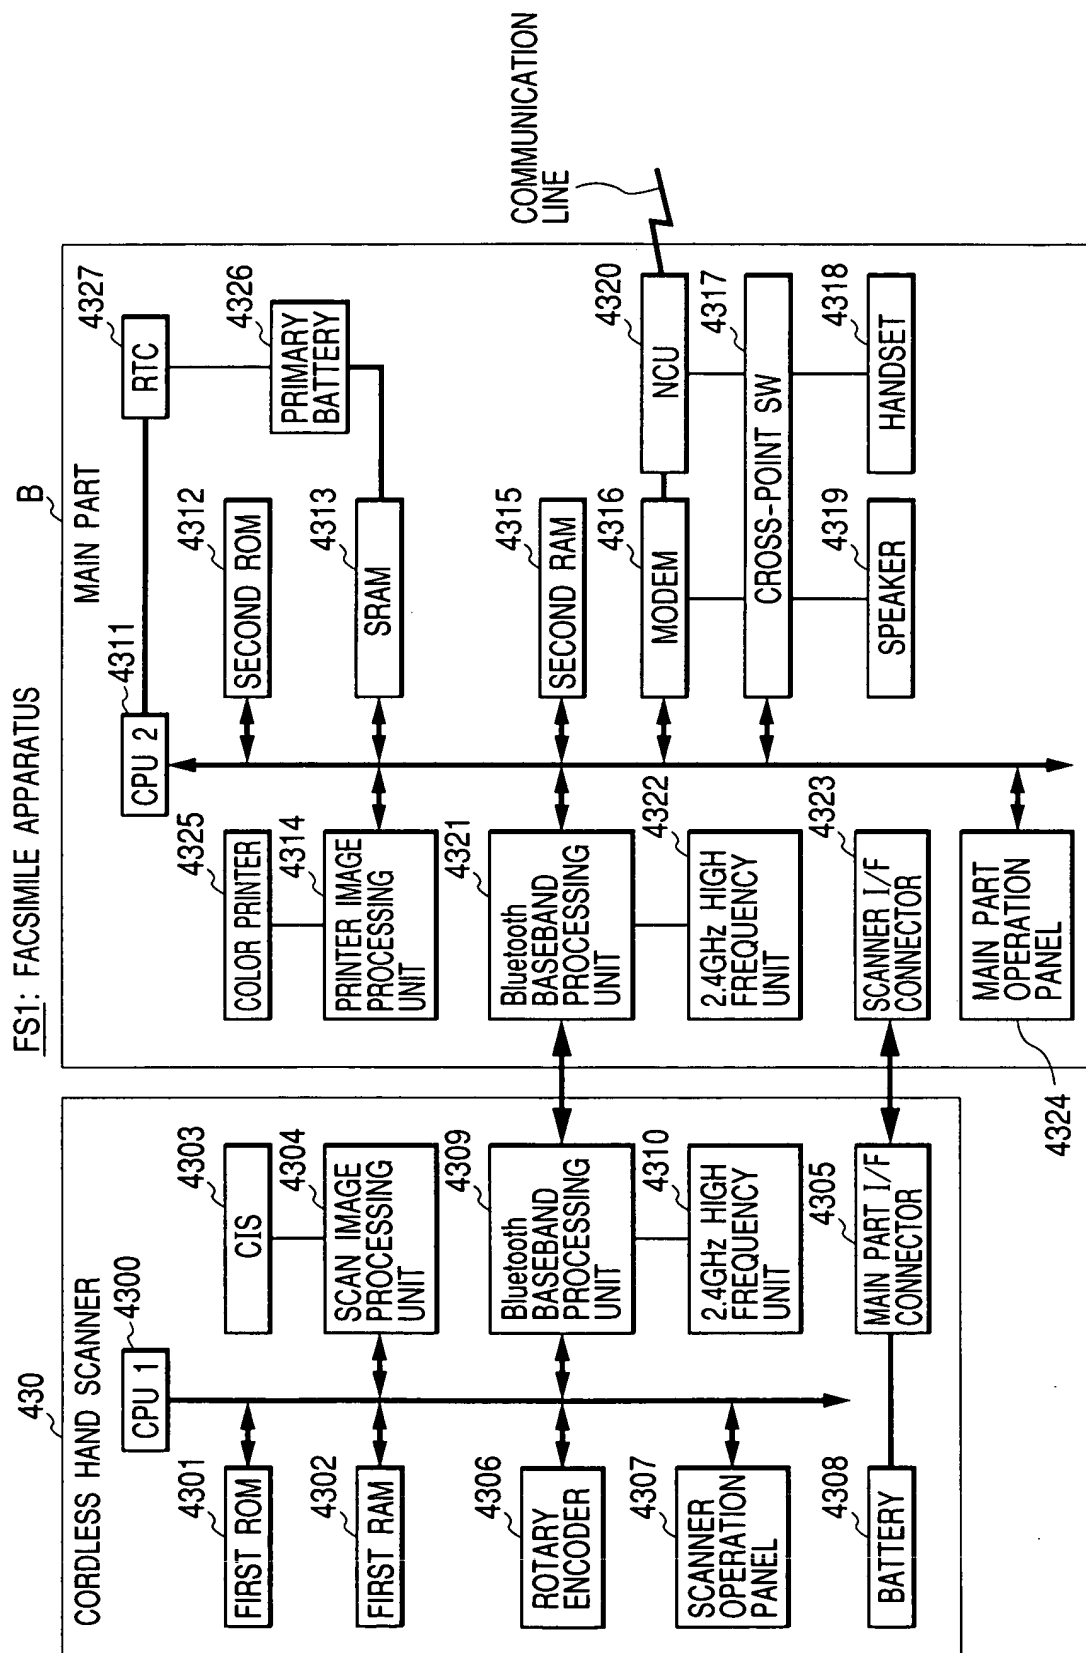 FS1: FACSIMILE APPARATUS
430
CORDLESS HAND SCANNER
4300
CPU 1
4301
FIRST ROM
4302
FIRST RAM
4306
ROTARY
ENCODER
4307
SCANNER
OPERATION
PANEL
4308
BATTERY
4303
CIS
4304
SCAN IMAGE
PROCESSING
UNIT
4309
Bluetooth
BASEBAND
PROCESSING
UNIT
4310
2.4GHz HIGH
FREQUENCY
UNIT
4305
MAIN PART I/F
CONNECTOR
B
MAIN PART
4311
CPU 2
4325
COLOR PRINTER
4314
PRINTER IMAGE
PROCESSING
UNIT
4321
Bluetooth
BASEBAND
PROCESSING
UNIT
4322
2.4GHz HIGH
FREQUENCY
UNIT
4323
SCANNER I/F
CONNECTOR
MAIN PART
OPERATION
PANEL
4324
4312
SECOND ROM
4313
SRAM
4315
SECOND RAM
4316
MODEM
4327
RTC
4326
PRIMARY
BATTERY
4320
NCU
4317
CROSS-POINT SW
4319
SPEAKER
4318
HANDSET
COMMUNICATION
LINE